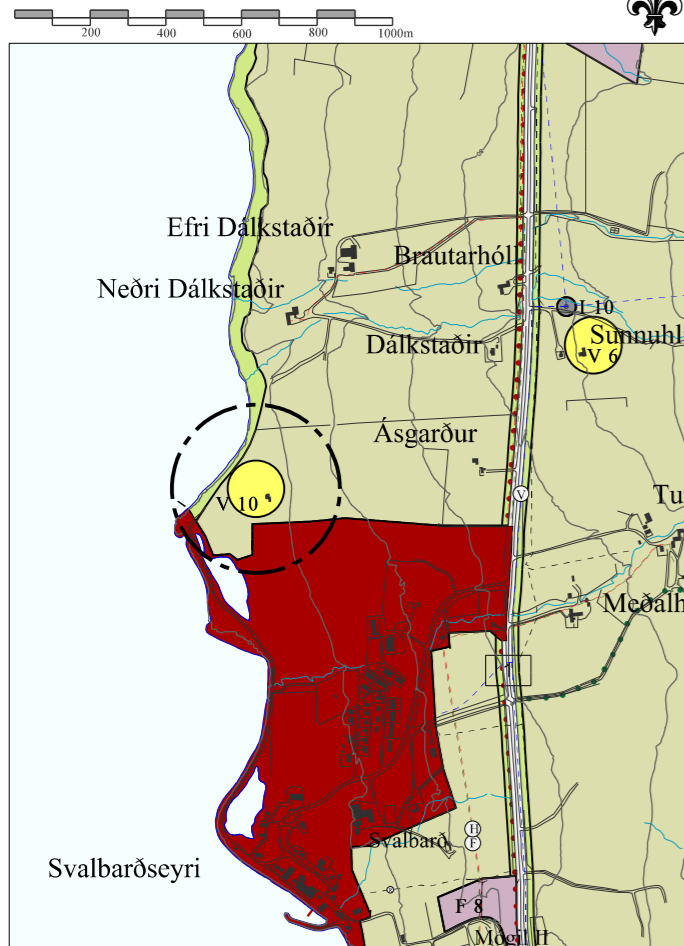 200 400 600 800 1000m
Efri Dálkstaðir
Brautarhóll
Neðri Dálkstaðir
I 10
Sunnuhl
Dálkstaðir
V 6
Ásgarður
V 10
V
Tu
Meðalh
H
Svalbarð
F
Svalbarðseyri
F 8
Mógil II